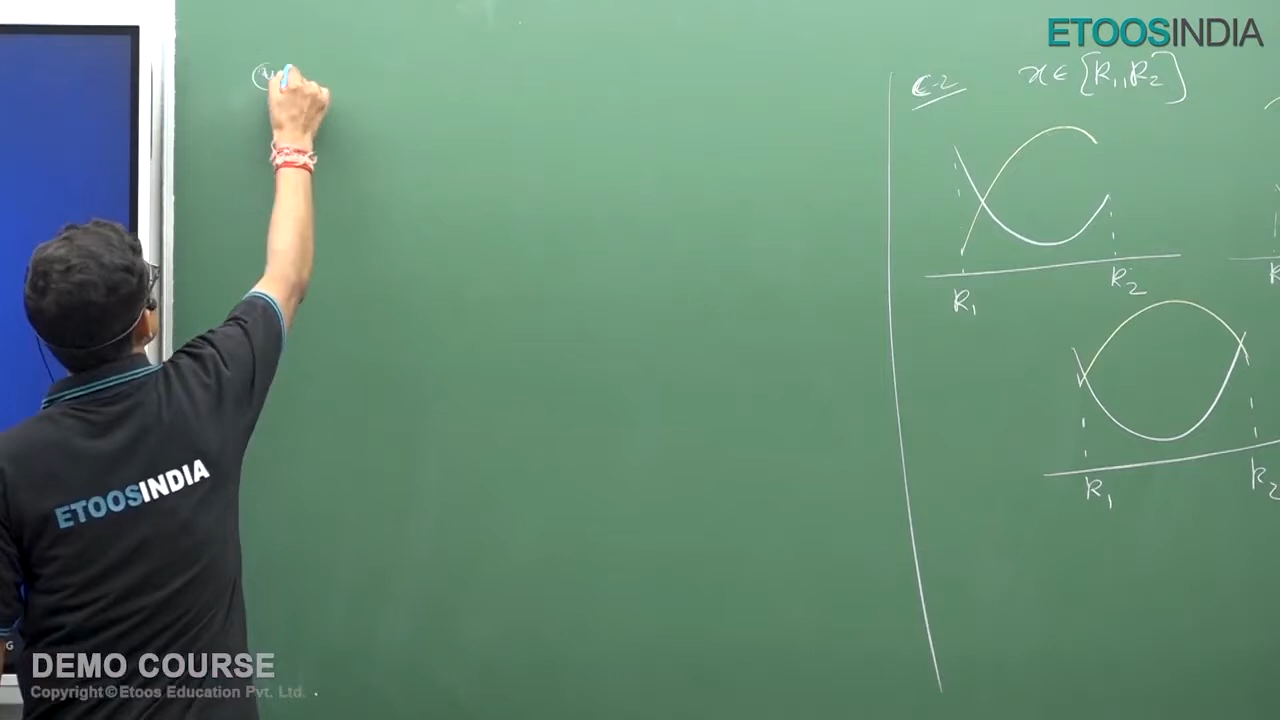 ETOOSINDIA
C-2 x ∈ [R₁, R₂]
R₁ R₂
R₁ R₂
ETOOSINDIA
DEMO COURSE
Copyright © Etoos Education Pvt. Ltd.